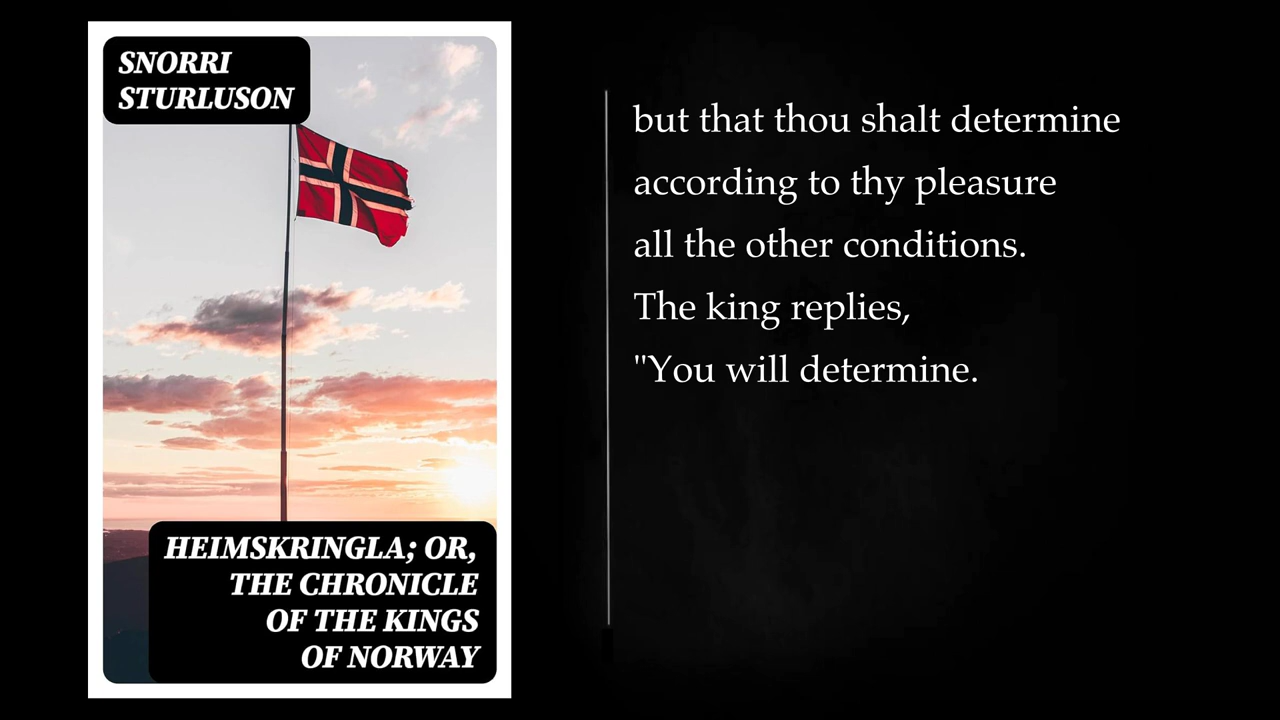 SNORRI
STURLUSON
HEIMSKRINGLA; OR,
THE CHRONICLE
OF THE KINGS
OF NORWAY
but that thou shalt determine
according to thy pleasure
all the other conditions.
The king replies,
"You will determine.